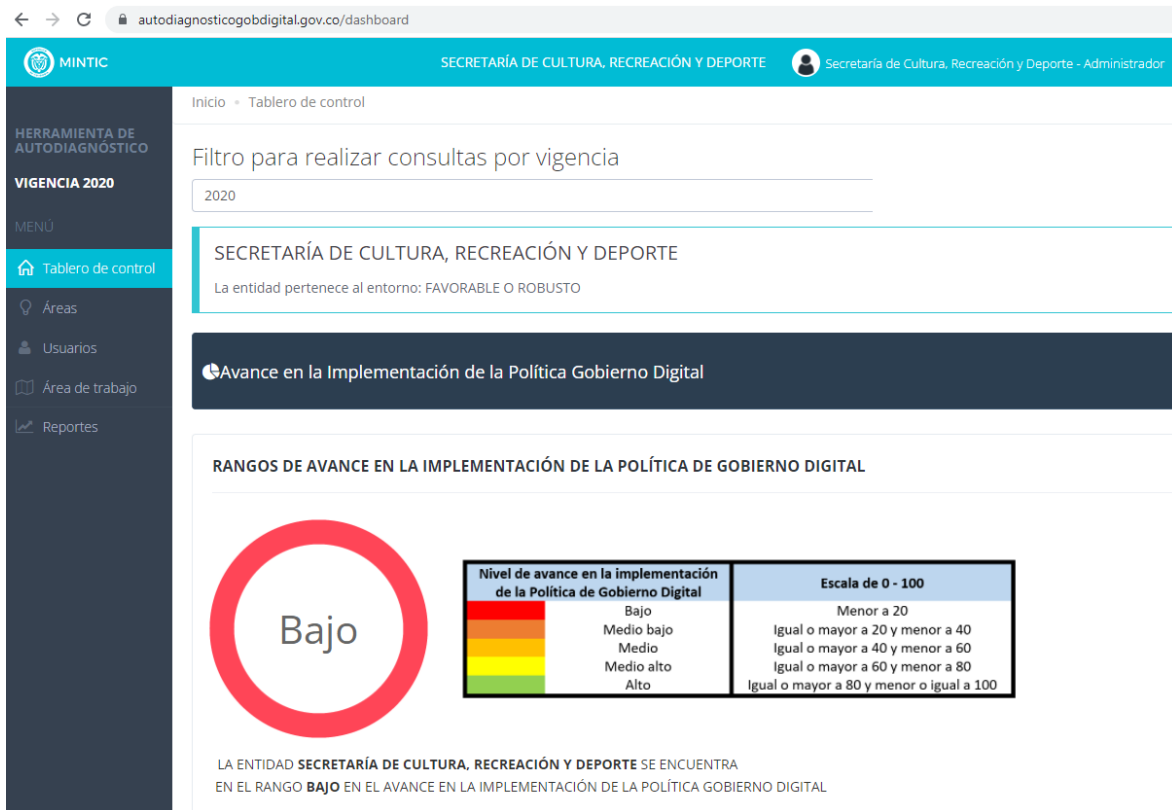 autodiagnosticogobdigital.gov.co/dashboard
MINTIC
SECRETARÍA DE CULTURA, RECREACIÓN Y DEPORTE
Secretaría de Cultura, Recreación y Deporte - Administrador
HERRAMIENTA DE
AUTODIAGNÓSTICO
VIGENCIA 2020
MENÚ
Tablero de control
Áreas
Usuarios
Área de trabajo
Reportes
Inicio Tablero de control
Filtro para realizar consultas por vigencia
2020
SECRETARÍA DE CULTURA, RECREACIÓN Y DEPORTE
La entidad pertenece al entorno: FAVORABLE O ROBUSTO
Avance en la Implementación de la Política Gobierno Digital
RANGOS DE AVANCE EN LA IMPLEMENTACIÓN DE LA POLÍTICA DE GOBIERNO DIGITAL
Bajo
Nivel de avance en la implementación
de la Política de Gobierno Digital
Escala de 0 - 100
Bajo Menor a 20
Medio bajo Igual o mayor a 20 y menor a 40
Medio Igual o mayor a 40 y menor a 60
Medio alto Igual o mayor a 60 y menor a 80
Alto Igual o mayor a 80 y menor o igual a 100
LA ENTIDAD SECRETARÍA DE CULTURA, RECREACIÓN Y DEPORTE SE ENCUENTRA
EN EL RANGO BAJO EN EL AVANCE EN LA IMPLEMENTACIÓN DE LA POLÍTICA GOBIERNO DIGITAL